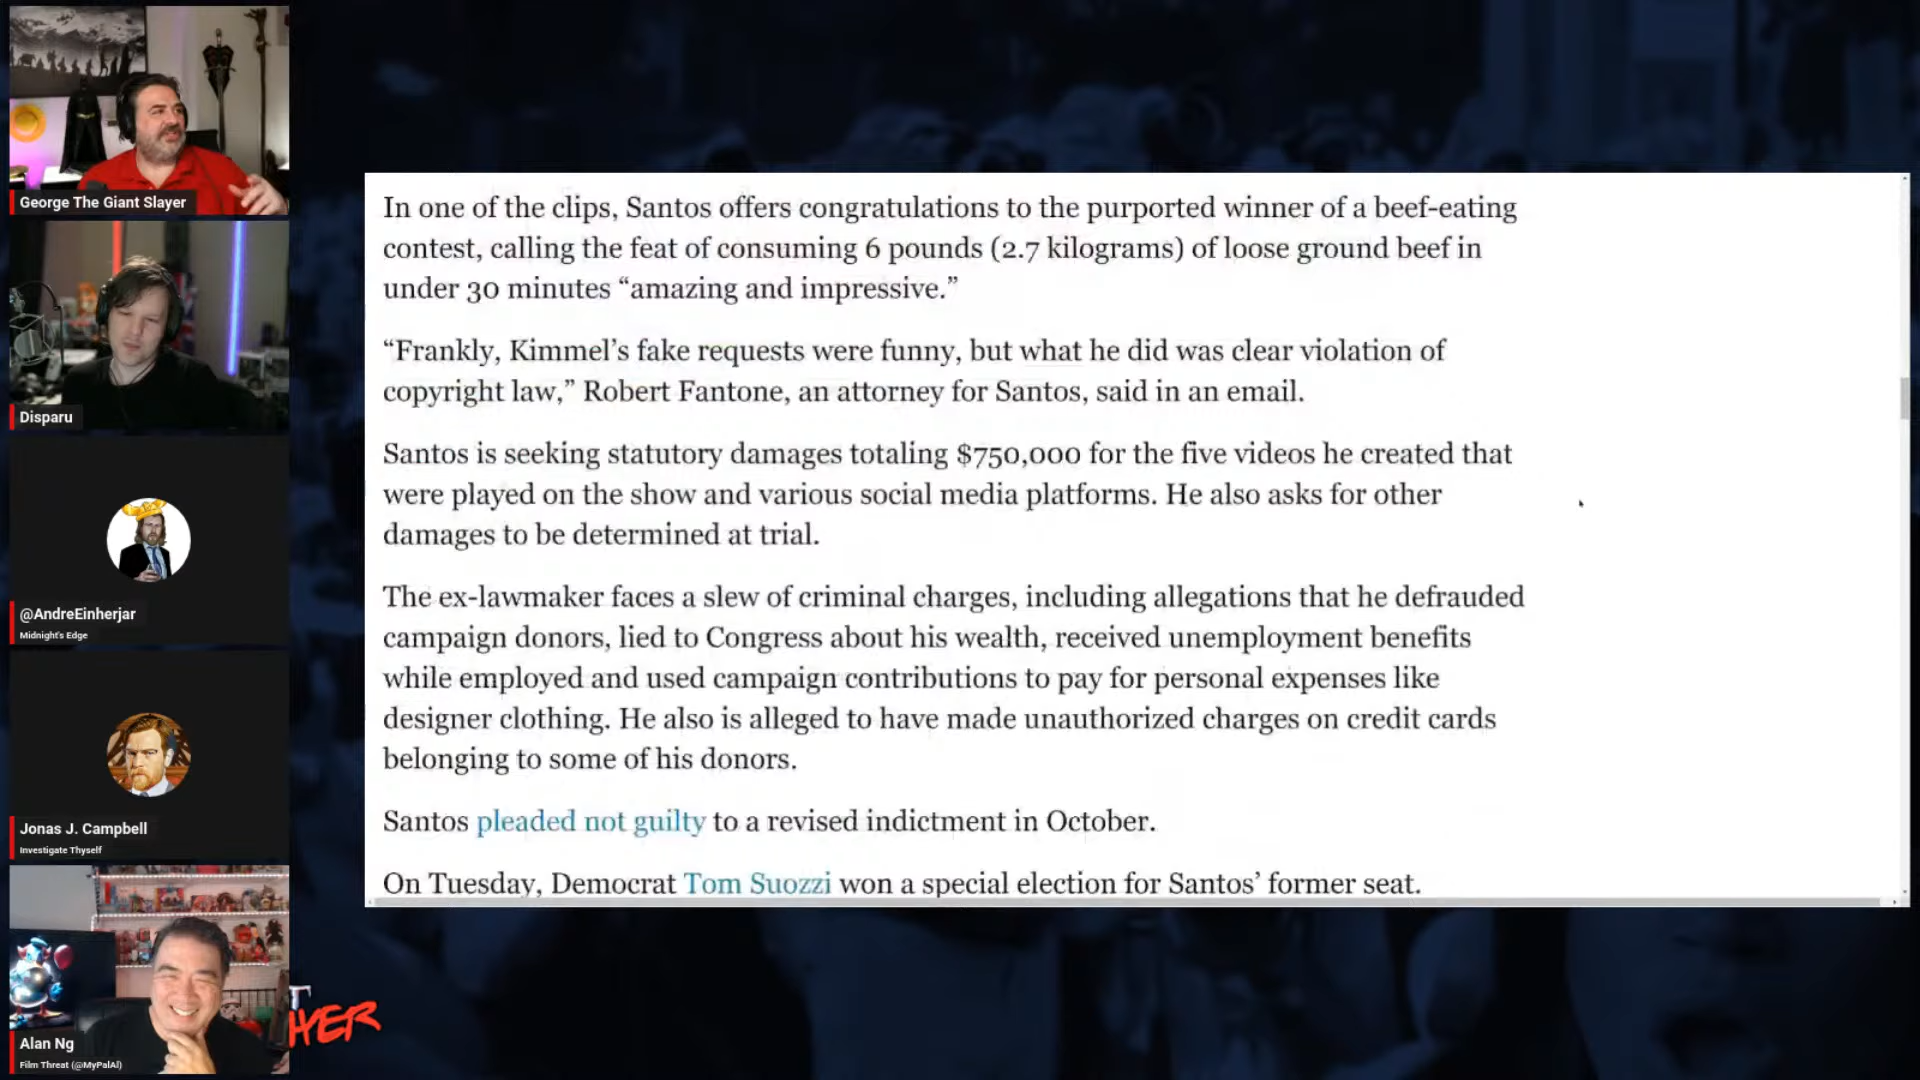 George The Giant Slayer
Disparu
@AndreEinherjar
Midnight's Edge
Jonas J. Campbell
Investigate Thyself
Alan Ng
Film Threat (@MyPalAl)
In one of the clips, Santos offers congratulations to the purported winner of a beef-eating
contest, calling the feat of consuming 6 pounds (2.7 kilograms) of loose ground beef in
under 30 minutes “amazing and impressive.”
“Frankly, Kimmel’s fake requests were funny, but what he did was clear violation of
copyright law,” Robert Fantone, an attorney for Santos, said in an email.
Santos is seeking statutory damages totaling $750,000 for the five videos he created that
were played on the show and various social media platforms. He also asks for other
damages to be determined at trial.
The ex-lawmaker faces a slew of criminal charges, including allegations that he defrauded
campaign donors, lied to Congress about his wealth, received unemployment benefits
while employed and used campaign contributions to pay for personal expenses like
designer clothing. He also is alleged to have made unauthorized charges on credit cards
belonging to some of his donors.
Santos pleaded not guilty to a revised indictment in October.
On Tuesday, Democrat Tom Suozzi won a special election for Santos’ former seat.